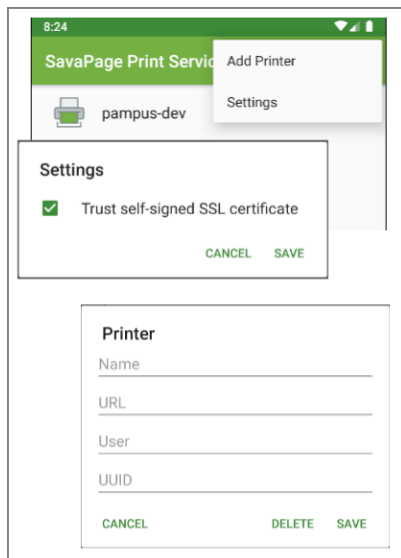 8:24
SavaPage Print Servic
Add Printer
Settings
pampus-dev
Settings
Trust self-signed SSL certificate
CANCEL SAVE
Printer
Name
URL
User
UUID
CANCEL DELETE SAVE